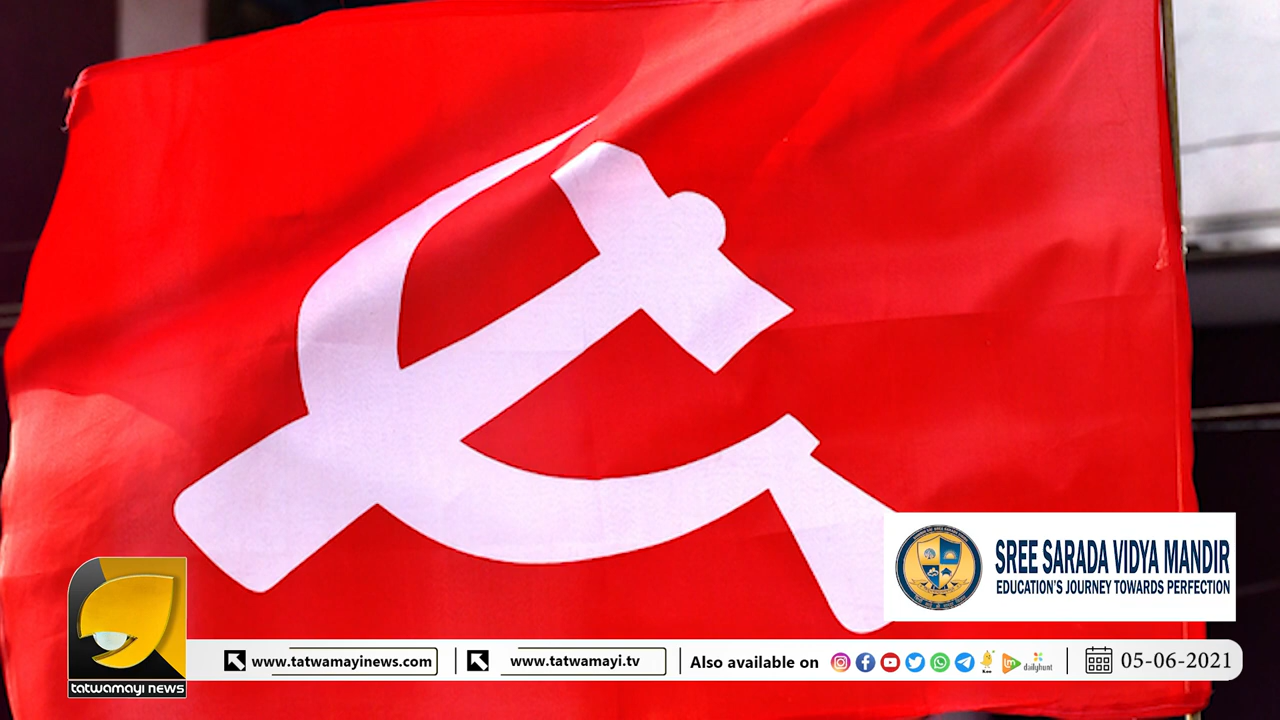 SREE SARADA VIDYA MANDIR
EDUCATION'S JOURNEY TOWARDS PERFECTION
tatwamayi news
www.tatwamayinews.com
www.tatwamayi.tv
Also available on
dailyhunt
05-06-2021